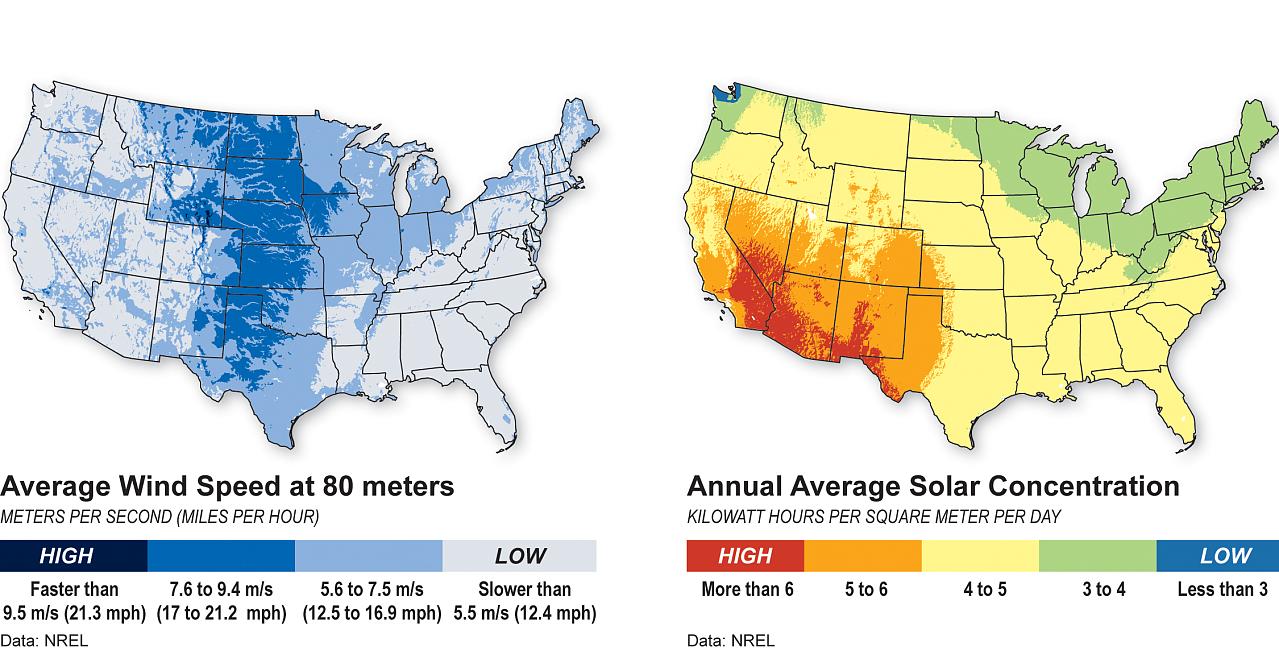 Average Wind Speed at 80 meters
METERS PER SECOND (MILES PER HOUR)
HIGH
LOW
Faster than
9.5 m/s (21.3 mph)
7.6 to 9.4 m/s
(17 to 21.2 mph)
5.6 to 7.5 m/s
(12.5 to 16.9 mph)
Slower than
5.5 m/s (12.4 mph)
Data: NREL
Annual Average Solar Concentration
KILOWATT HOURS PER SQUARE METER PER DAY
HIGH
LOW
More than 6
5 to 6
4 to 5
3 to 4
Less than 3
Data: NREL